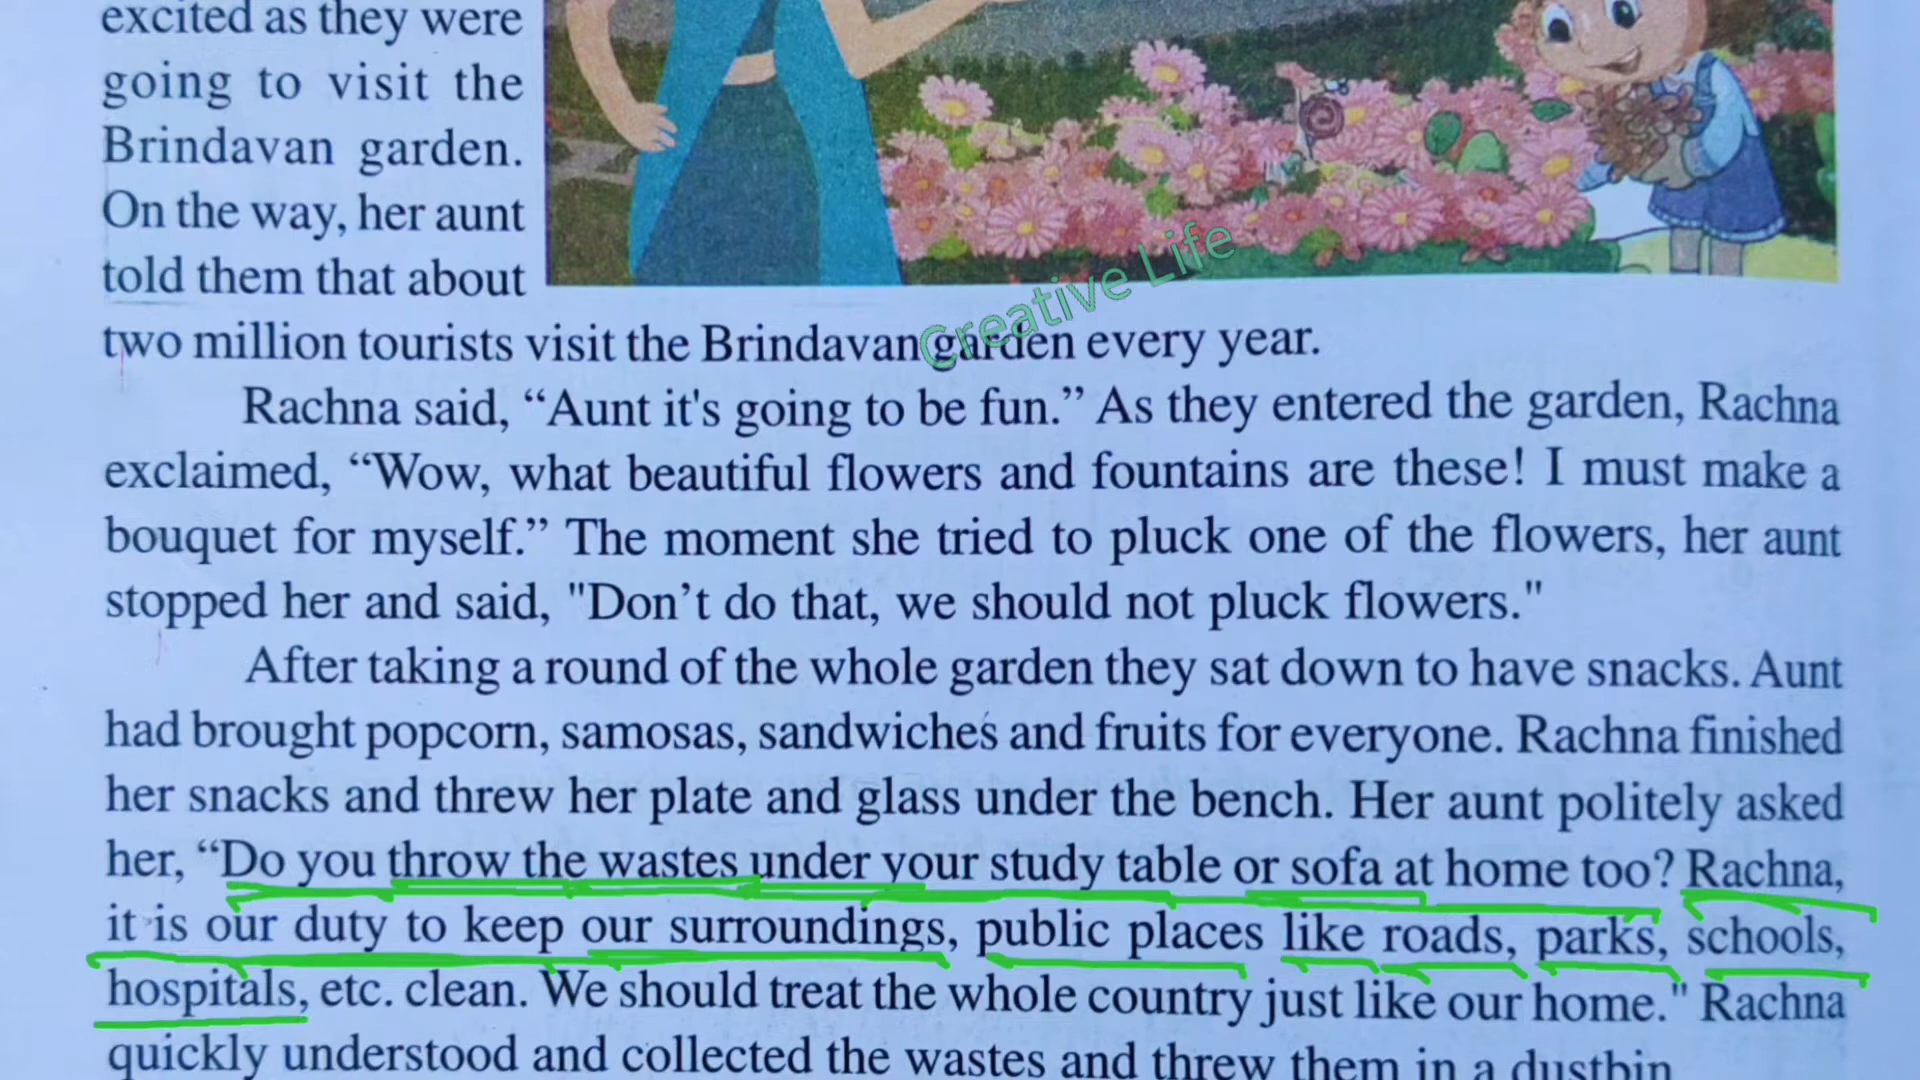 excited as they were
going to visit the
Brindavan garden.
On the way, her aunt
told them that about
two million tourists visit the Brindavan garden every year.
Creative Life
Rachna said, “Aunt it's going to be fun.” As they entered the garden, Rachna
exclaimed, “Wow, what beautiful flowers and fountains are these! I must make a
bouquet for myself.” The moment she tried to pluck one of the flowers, her aunt
stopped her and said, "Don’t do that, we should not pluck flowers."
After taking a round of the whole garden they sat down to have snacks. Aunt
had brought popcorn, samosas, sandwiches and fruits for everyone. Rachna finished
her snacks and threw her plate and glass under the bench. Her aunt politely asked
her, “Do you throw the wastes under your study table or sofa at home too? Rachna,
it is our duty to keep our surroundings, public places like roads, parks, schools,
hospitals, etc. clean. We should treat the whole country just like our home." Rachna
quickly understood and collected the wastes and threw them in a dustbin